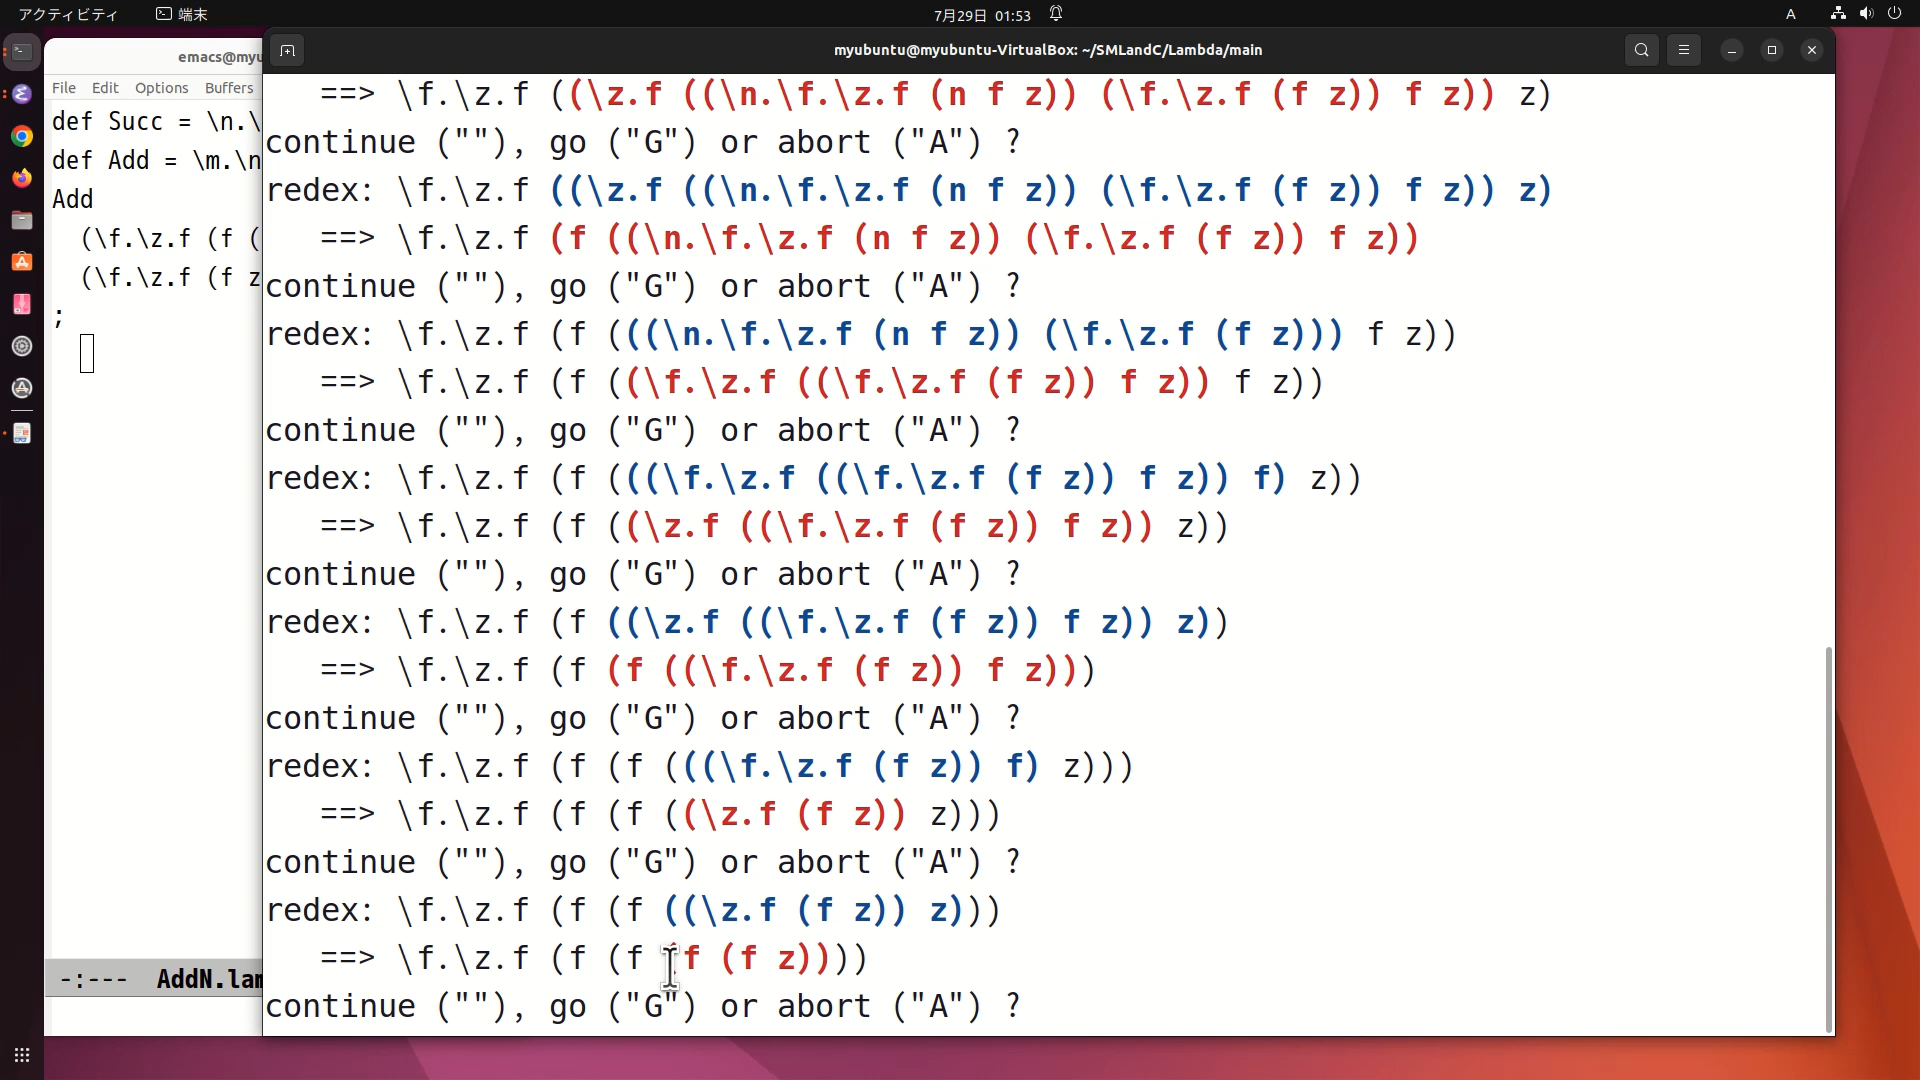 アクティビティ 端末 7月29日 01:53 A
emacs@myu
File Edit Options Buffers
def Succ = \n.\
def Add = \m.\n
Add
(\f.\z.f (f (
(\f.\z.f (f z
;
-:--- AddN.lam
myubuntu@myubuntu-VirtualBox: ~/SMLandC/Lambda/main
==> \f.\z.f ((\z.f ((\n.\f.\z.f (n f z)) (\f.\z.f (f z)) f z)) z)
continue (""), go ("G") or abort ("A") ?
redex: \f.\z.f ((\z.f ((\n.\f.\z.f (n f z)) (\f.\z.f (f z)) f z)) z)
==> \f.\z.f (f ((\n.\f.\z.f (n f z)) (\f.\z.f (f z)) f z))
continue (""), go ("G") or abort ("A") ?
redex: \f.\z.f (f (((\n.\f.\z.f (n f z)) (\f.\z.f (f z))) f z))
==> \f.\z.f (f ((\f.\z.f ((\f.\z.f (f z)) f z)) f z))
continue (""), go ("G") or abort ("A") ?
redex: \f.\z.f (f (((\f.\z.f ((\f.\z.f (f z)) f z)) f) z))
==> \f.\z.f (f ((\z.f ((\f.\z.f (f z)) f z)) z))
continue (""), go ("G") or abort ("A") ?
redex: \f.\z.f (f ((\z.f ((\f.\z.f (f z)) f z)) z))
==> \f.\z.f (f (f ((\f.\z.f (f z)) f z)))
continue (""), go ("G") or abort ("A") ?
redex: \f.\z.f (f (f (((\f.\z.f (f z)) f) z)))
==> \f.\z.f (f (f ((\z.f (f z)) z)))
continue (""), go ("G") or abort ("A") ?
redex: \f.\z.f (f (f ((\z.f (f z)) z)))
==> \f.\z.f (f (f (f (f z))))
continue (""), go ("G") or abort ("A") ?